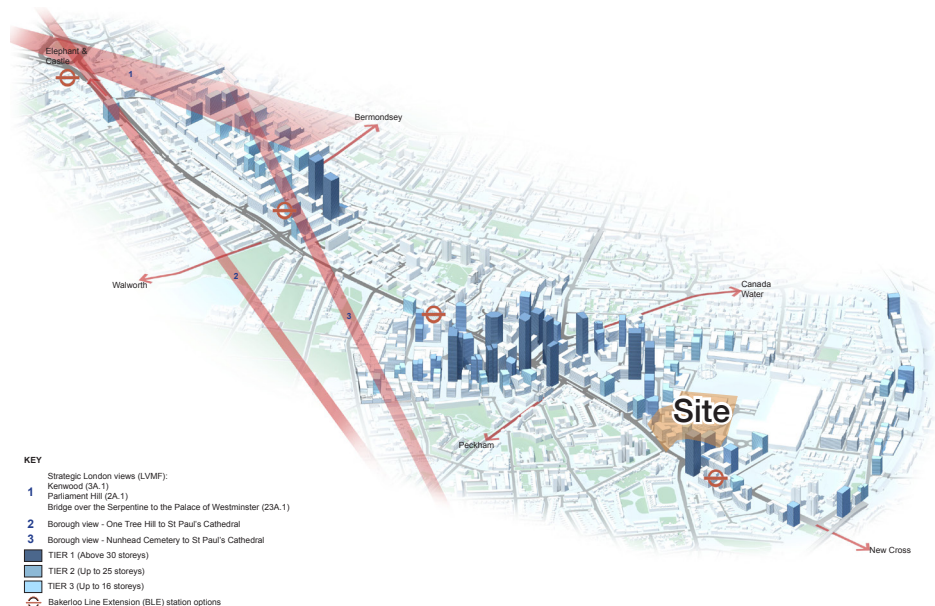 Elephant &
Castle
1
Bermondsey
Walworth
2
3
Canada
Water
Site
Peckham
New Cross
KEY
1
Strategic London views (LVMF):
Kenwood (3A.1)
Parliament Hill (2A.1)
Bridge over the Serpentine to the Palace of Westminster (23A.1)
2 Borough view - One Tree Hill to St Paul's Cathedral
3 Borough view - Nunhead Cemetery to St Paul's Cathedral
TIER 1 (Above 30 storeys)
TIER 2 (Up to 25 storeys)
TIER 3 (Up to 16 storeys)
Bakerloo Line Extension (BLE) station options